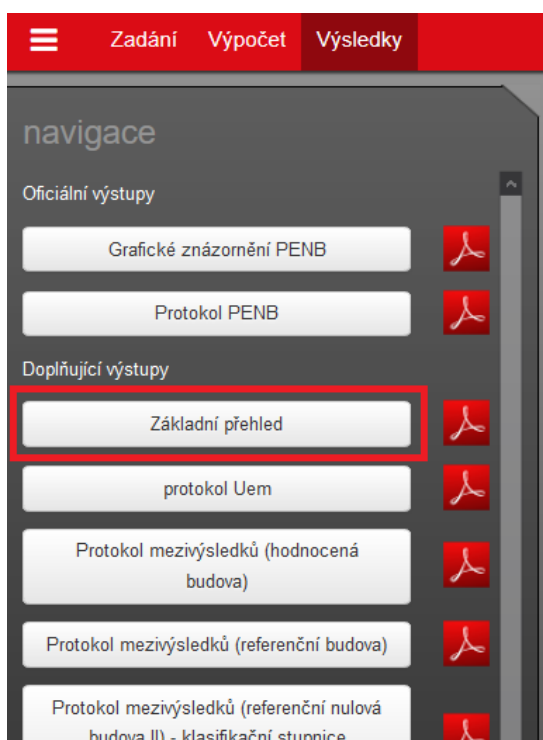 Zadání Výpočet Výsledky
navigace
Oficiální výstupy
Grafické znázornění PENB
Protokol PENB
Doplňující výstupy
Základní přehled
protokol Uem
Protokol mezivýsledků (hodnocená
budova)
Protokol mezivýsledků (referenční budova)
Protokol mezivýsledků (referenční nulová
budova II) - klasifikační stupnice